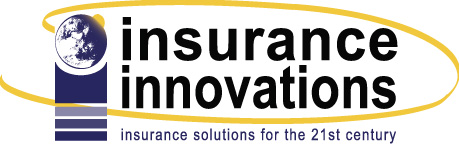 insurance
innovations
insurance solutions for the 21st century